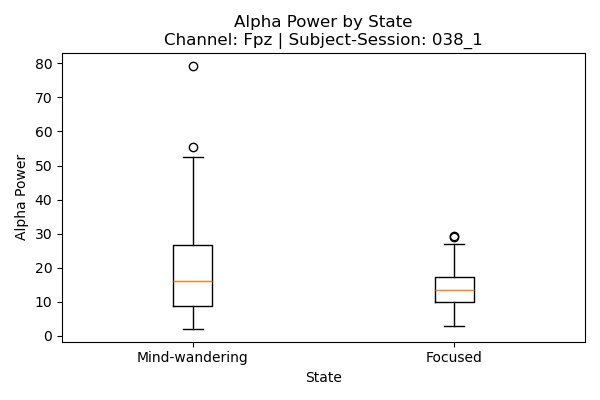 Alpha Power by State
Channel: Fpz | Subject-Session: 038_1
Alpha Power
80
70
60
50
40
30
20
10
0
Mind-wandering
Focused
State